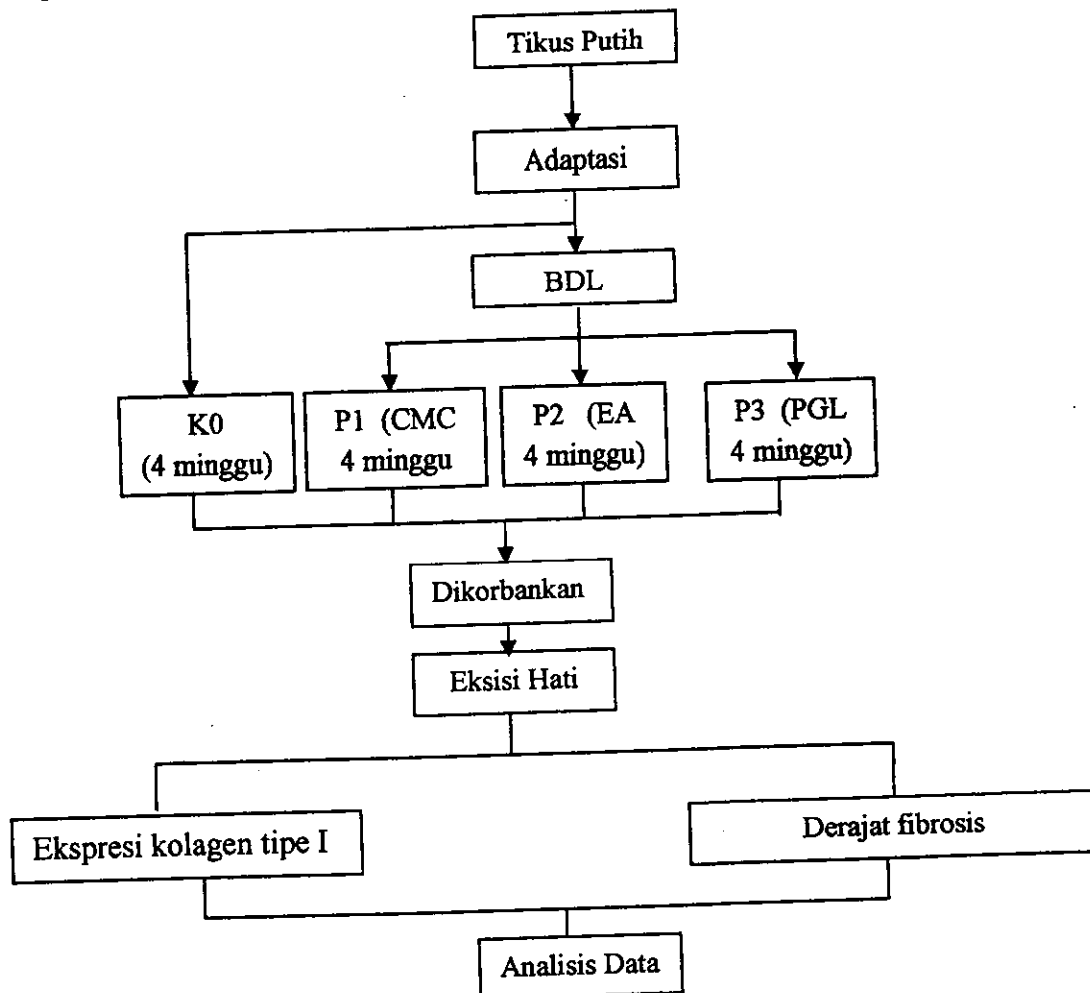 Tikus Putih
Adaptasi
BDL
K0
(4 minggu)
P1 (CMC
4 minggu
P2 (EA
4 minggu)
P3 (PGL
4 minggu)
Dikorbankan
Eksisi Hati
Ekspresi kolagen tipe I
Derajat fibrosis
Analisis Data